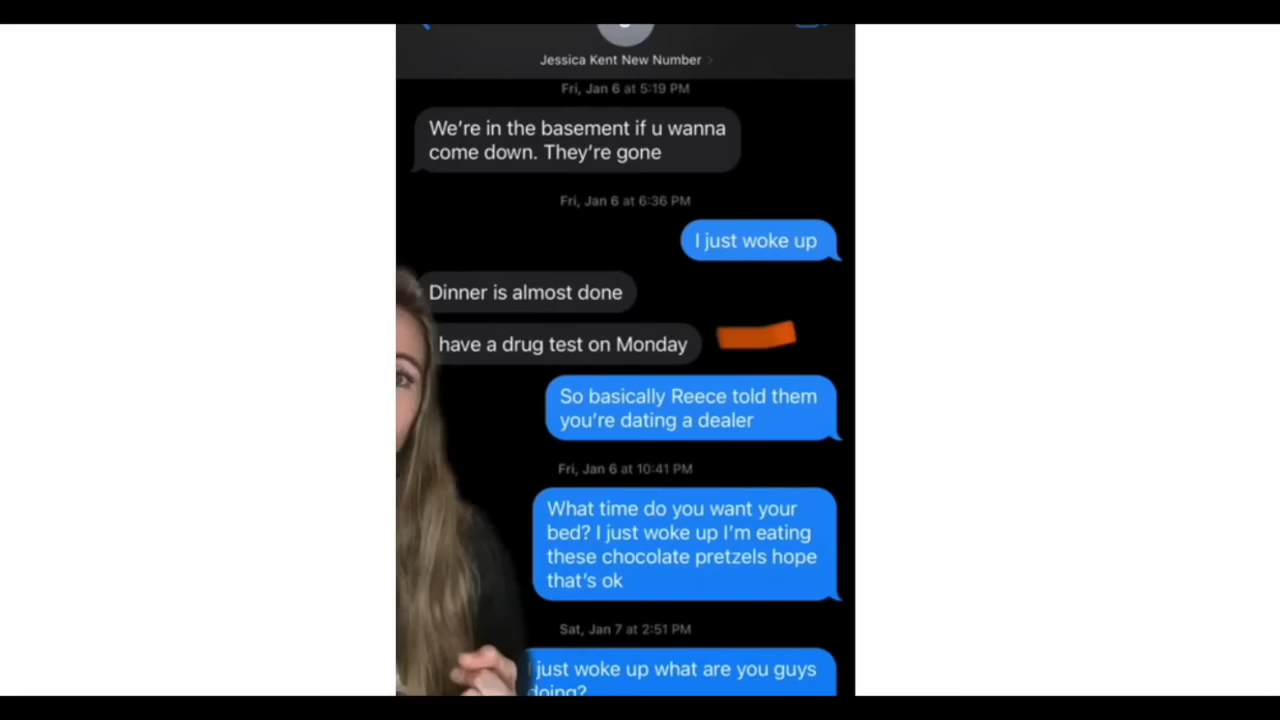 Jessica Kent New Number
Fri, Jan 6 at 5:19 PM
We're in the basement if u wanna
come down. They're gone
Fri, Jan 6 at 6:36 PM
I just woke up
Dinner is almost done
have a drug test on Monday
So basically Reece told them
you're dating a dealer
Fri, Jan 6 at 10:41 PM
What time do you want your
bed? I just woke up I'm eating
these chocolate pretzels hope
that's ok
Sat, Jan 7 at 2:51 PM
I just woke up what are you guys
doing?